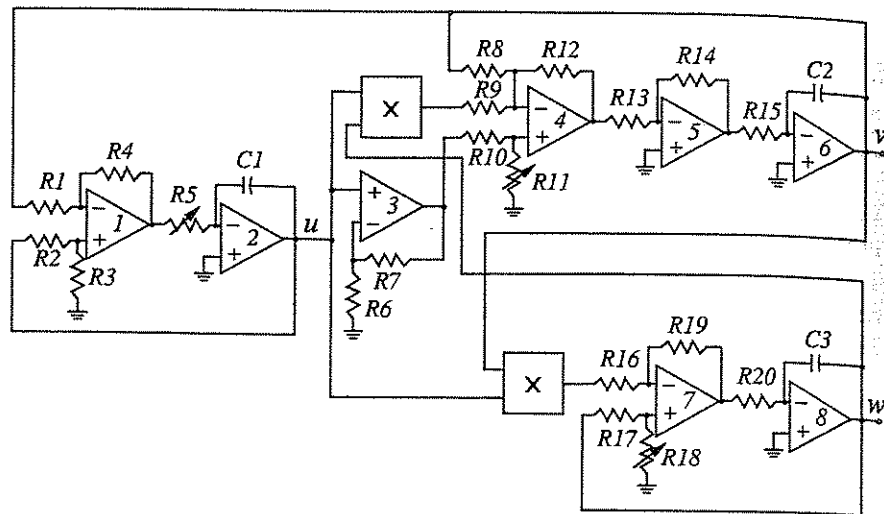 R8 R12 R14
C2
R9 R13 R15
X
− + 4
− + 5
− + 6
v
R10
R11
R4 C1
R1 R5
− + 1
− + 2
u
R2
R3
+ − 3
R7
R6
R19 C3
R16 R20
X
− + 7
− + 8
w
R17
R18